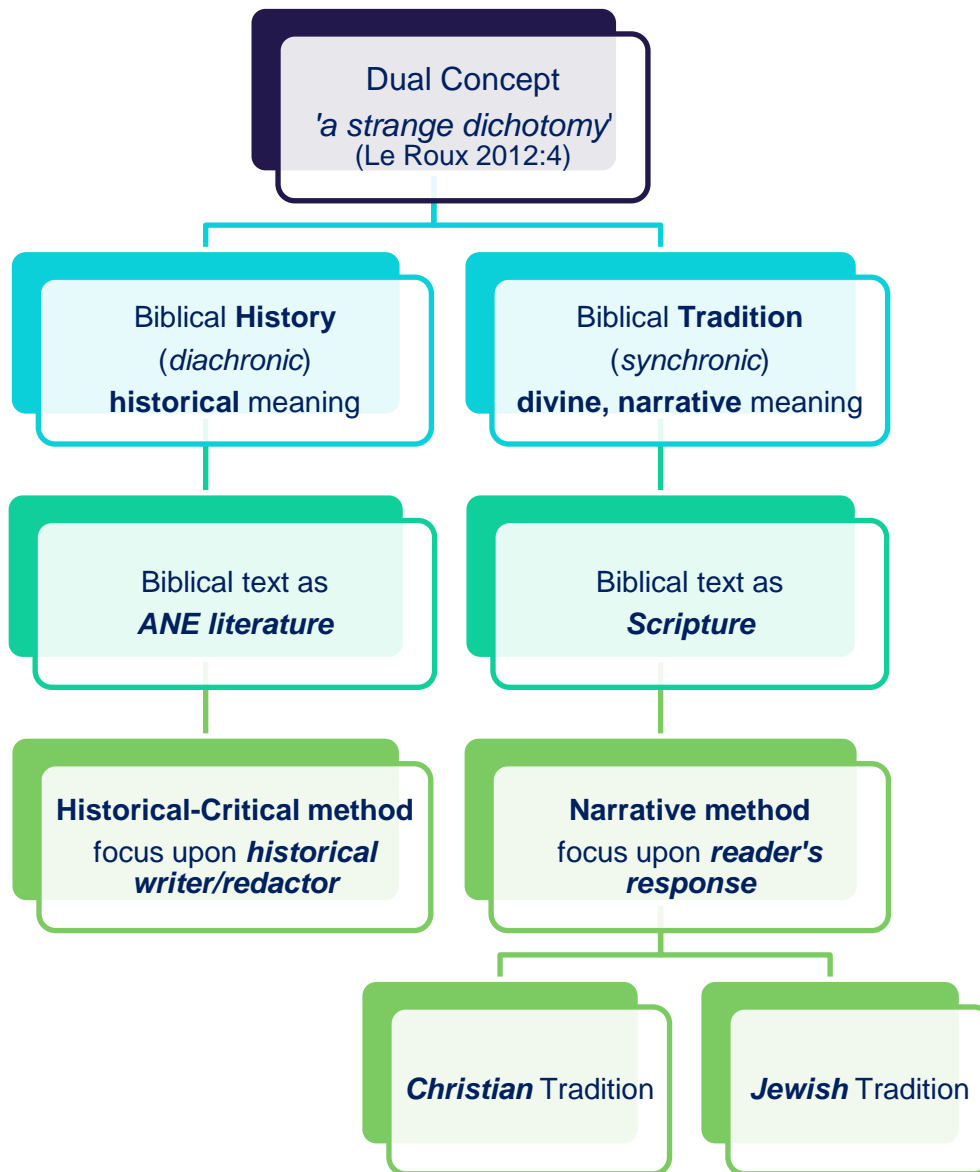 Dual Concept
'a strange dichotomy'
(Le Roux 2012:4)
Biblical History
(diachronic)
historical meaning
Biblical Tradition
(synchronic)
divine, narrative meaning
Biblical text as
ANE literature
Biblical text as
Scripture
Historical-Critical method
focus upon historical
writer/redactor
Narrative method
focus upon reader's
response
Christian Tradition
Jewish Tradition